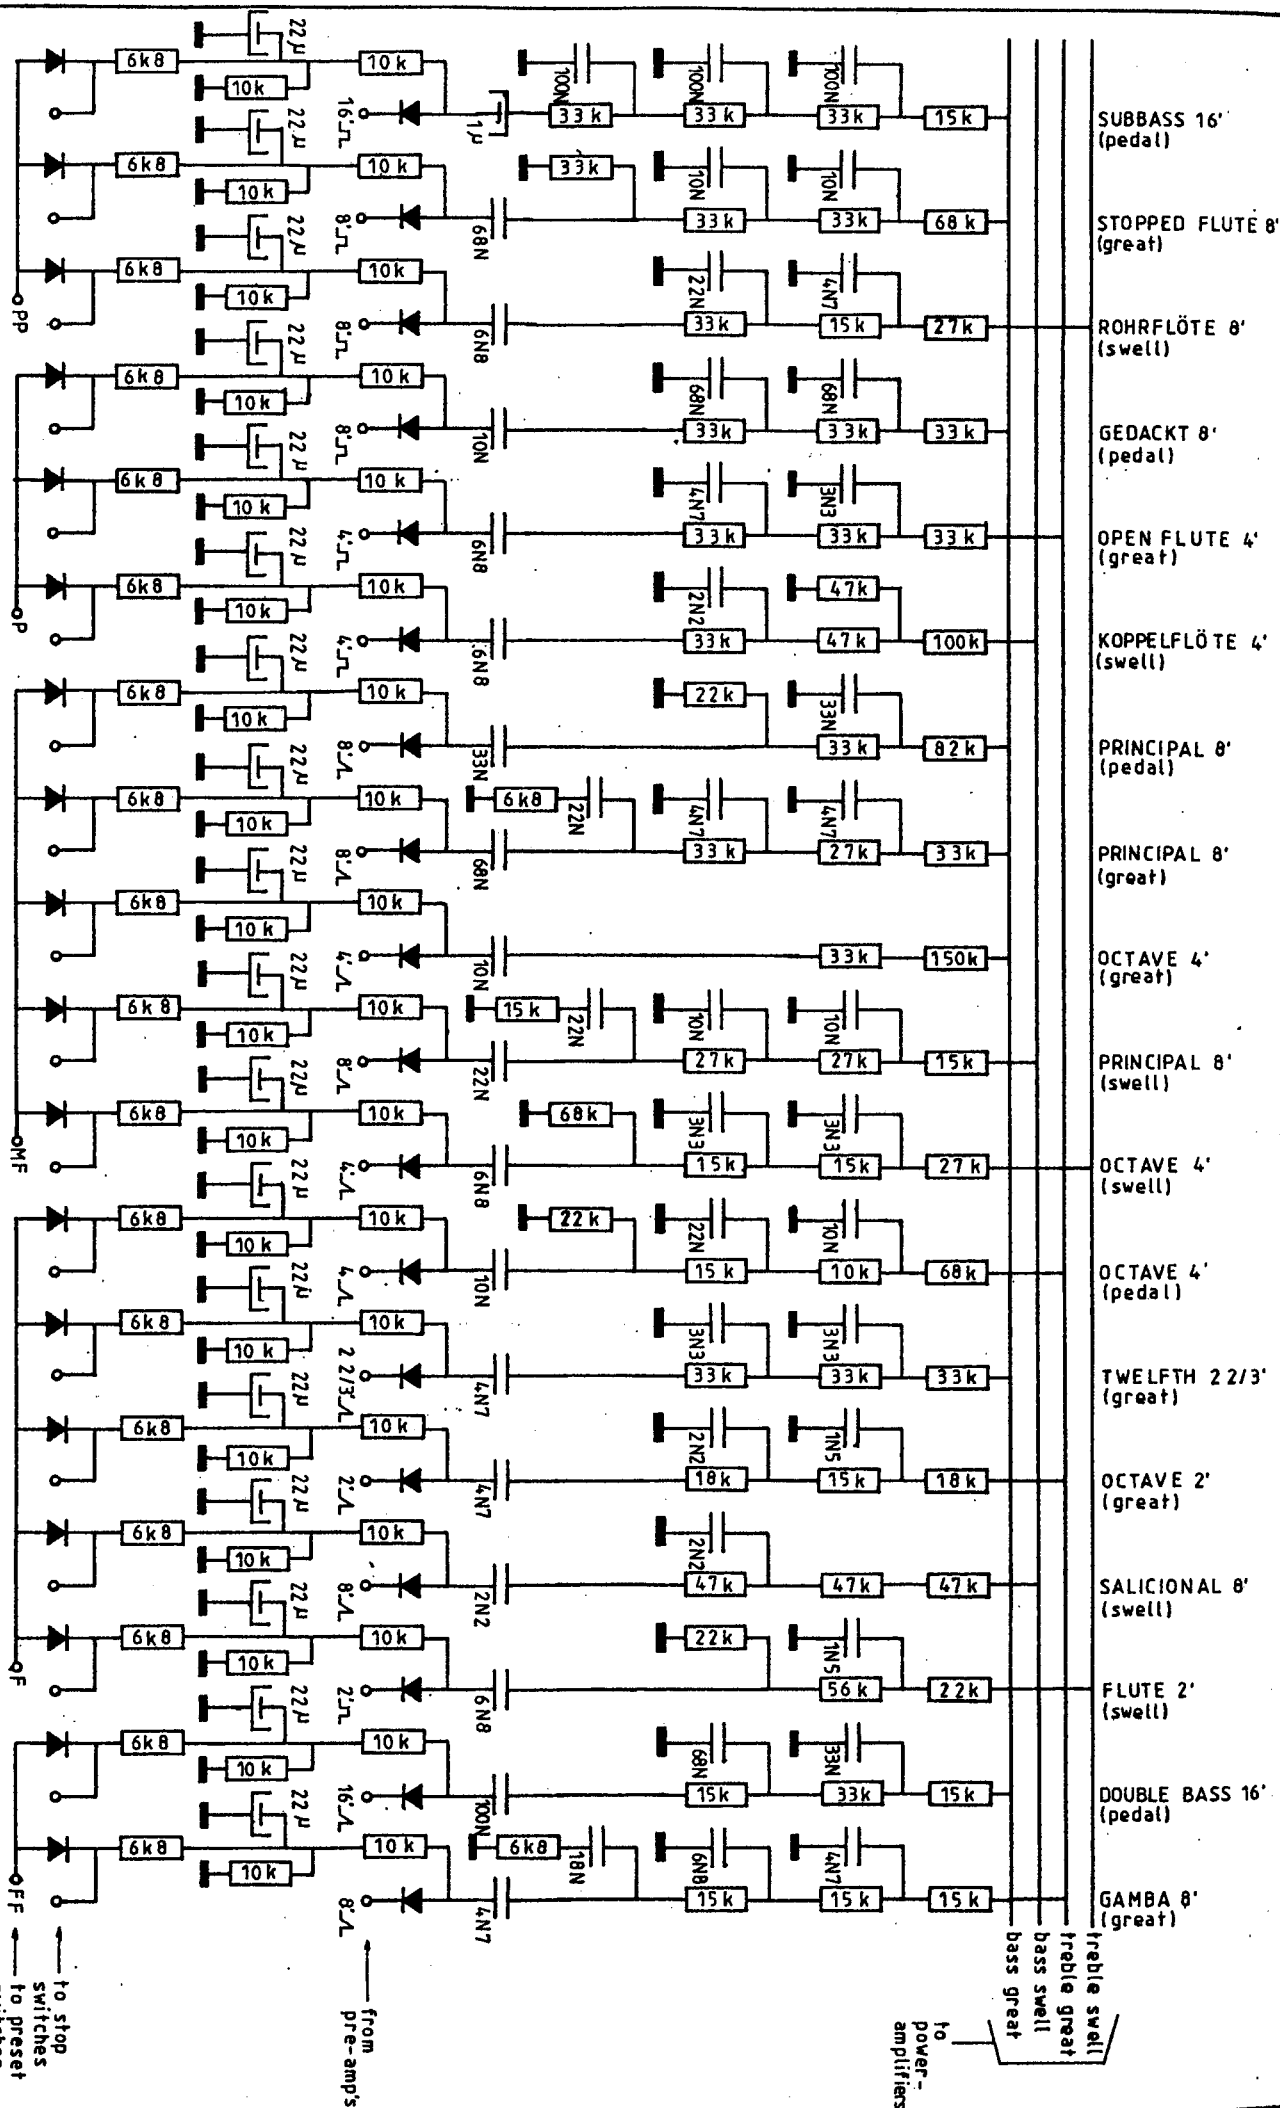 22µ
6k8
10k
10k
16'
1µ
100N
33k
100N
33k
100N
33k
15k
SUBBASS 16'
(pedal)
22µ
6k8
10k
10k
8'
68N
33k
10N
33k
10N
33k
68k
STOPPED FLUTE 8'
(great)
22µ
6k8
10k
10k
8'
6N8
22N
33k
4N7
15k
27k
ROHRFLÖTE 8'
(swell)
PP
22µ
6k8
10k
10k
8'
10N
68N
33k
68N
33k
33k
GEDACKT 8'
(pedal)
22µ
6k8
10k
10k
4'
6N8
4N7
33k
3N3
33k
33k
OPEN FLUTE 4'
(great)
22µ
6k8
10k
10k
4'
6N8
2N2
33k
47k
47k
100k
KOPPELFLÖTE 4'
(swell)
P
22µ
6k8
10k
10k
8'
33N
22k
33N
33k
82k
PRINCIPAL 8'
(pedal)
22µ
6k8
10k
10k
8'
68N
6k8
22N
4N7
33k
4N7
27k
33k
PRINCIPAL 8'
(great)
22µ
6k8
10k
10k
4'
10N
33k
150k
OCTAVE 4'
(great)
22µ
6k8
10k
10k
8'
22N
15k
22N
10N
27k
10N
27k
15k
PRINCIPAL 8'
(swell)
22µ
6k8
10k
10k
4'
6N8
68k
3N3
15k
3N3
15k
27k
OCTAVE 4'
(swell)
MF
22µ
6k8
10k
10k
4
10N
22k
22N
15k
10N
10k
68k
OCTAVE 4'
(pedal)
22µ
6k8
10k
10k
2 2/3'
4N7
3N3
33k
3N3
33k
33k
TWELFTH 2 2/3'
(great)
22µ
6k8
10k
10k
2'
4N7
2N2
18k
1N5
15k
18k
OCTAVE 2'
(great)
22µ
6k8
10k
10k
8'
2N2
2N2
47k
47k
47k
SALICIONAL 8'
(swell)
22µ
6k8
10k
10k
2'
6N8
22k
1N5
56k
22k
FLUTE 2'
(swell)
F
22µ
6k8
10k
10k
16'
100N
68N
15k
33N
33k
15k
DOUBLE BASS 16'
(pedal)
22µ
6k8
10k
10k
8'
4N7
6k8
18N
6N8
15k
4N7
15k
15k
GAMBA 8'
(great)
FF
treble swell
treble great
bass swell
bass great
to
power-
amplifiers
from
pre-amp's
to stop
switches
to preset